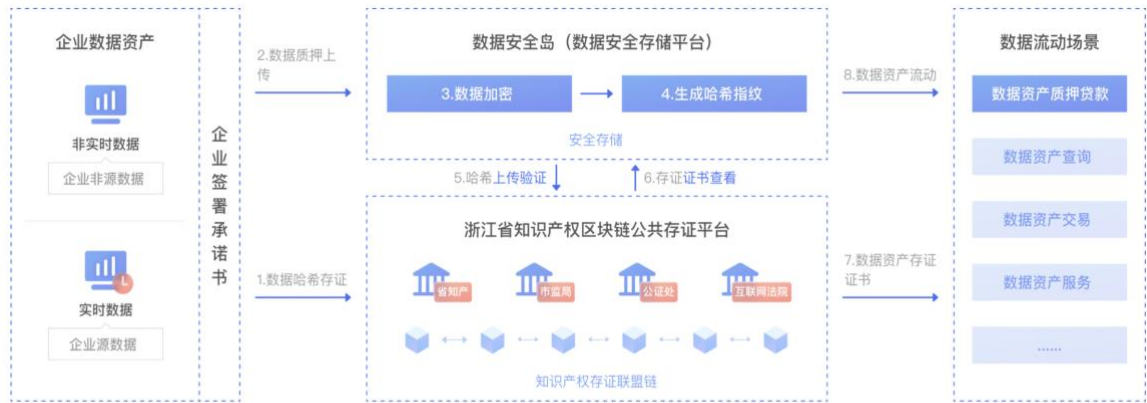 企业数据资产
非实时数据
企业非源数据
实时数据
企业源数据
企业签署承诺书
2.数据质押上
传
1.数据哈希存证
数据安全岛（数据安全存储平台）
3.数据加密
4.生成哈希指纹
安全存储
5.哈希上传验证
6.存证证书查看
浙江省知识产权区块链公共存证平台
省知产
市监局
公证处
互联网法院
知识产权存证联盟链
8.数据资产流动
7.数据资产存证
证书
数据流动场景
数据资产质押贷款
数据资产查询
数据资产交易
数据资产服务
......